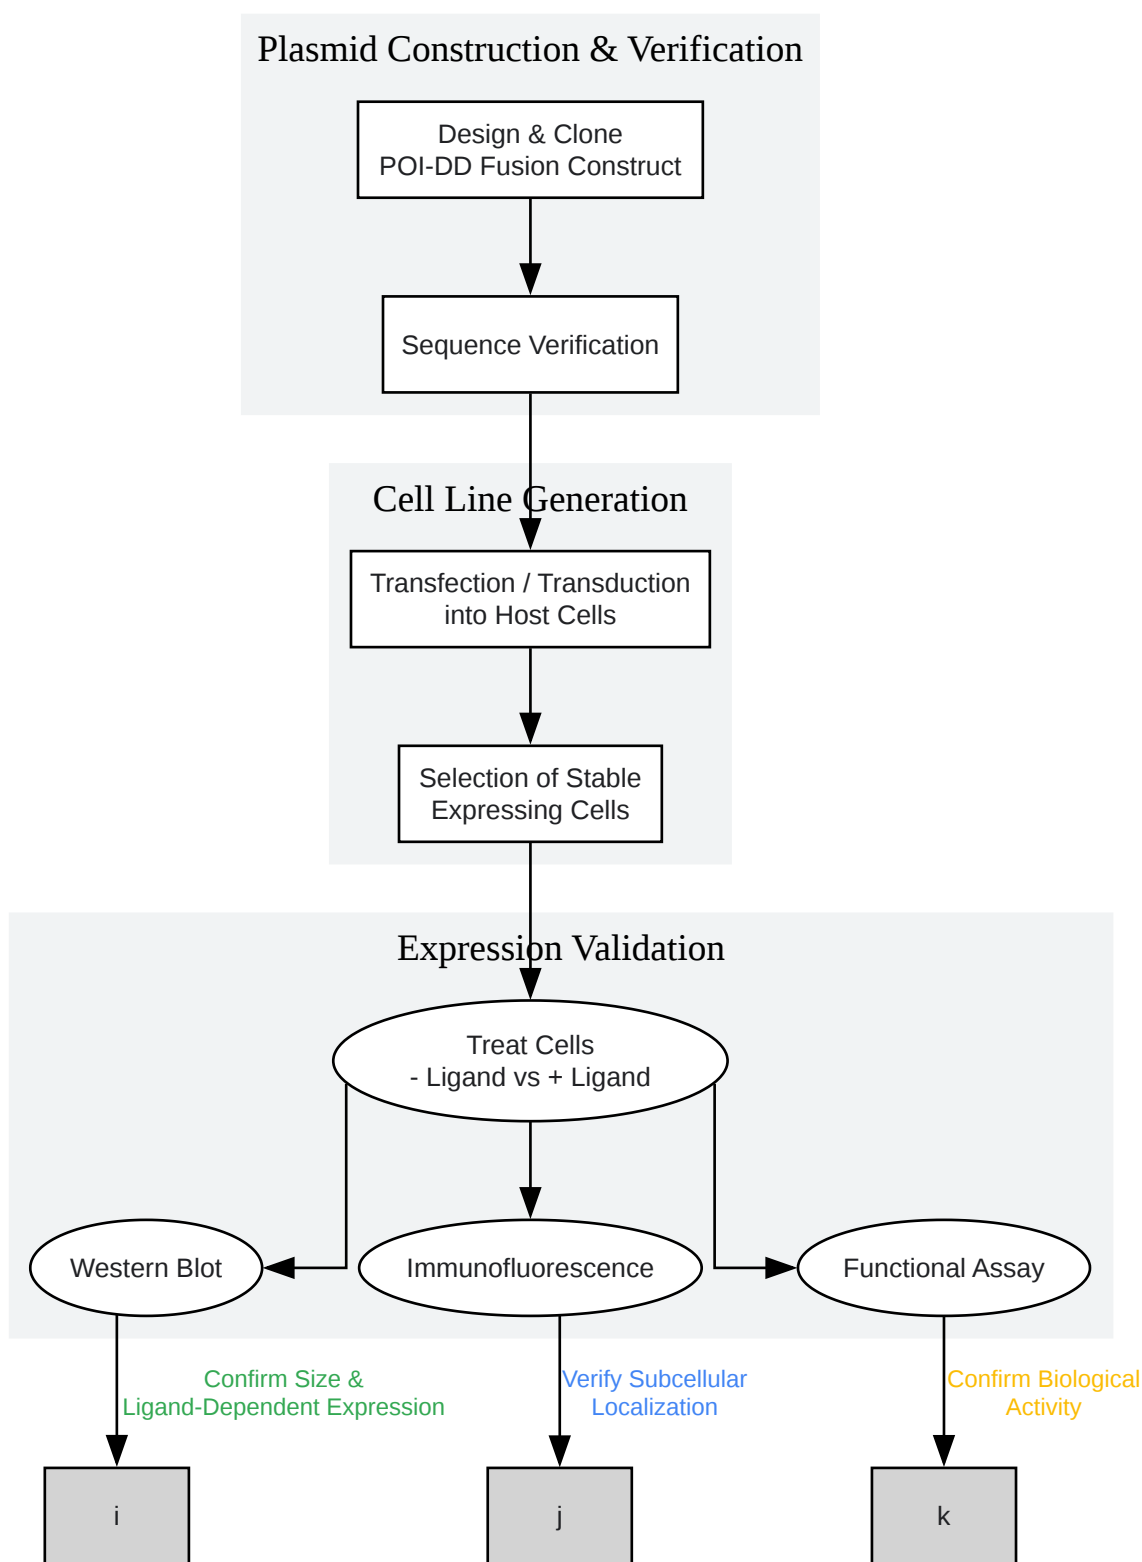 Plasmid Construction & Verification
Design & Clone
POI-DD Fusion Construct
Sequence Verification
Cell Line Generation
Transfection / Transduction
into Host Cells
Selection of Stable
Expressing Cells
Expression Validation
Treat Cells
- Ligand vs + Ligand
Western Blot
Immunofluorescence
Functional Assay
Confirm Size &
Ligand-Dependent Expression
Verify Subcellular
Localization
Confirm Biological
Activity
i
j
k